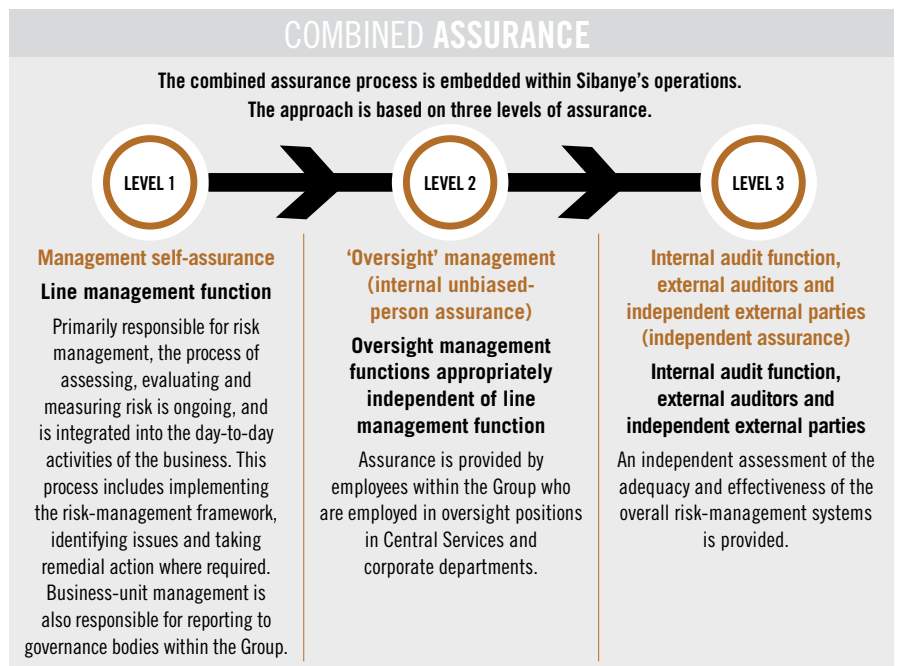 COMBINED ASSURANCE
The combined assurance process is embedded within Sibanye’s operations.
The approach is based on three levels of assurance.
LEVEL 1
LEVEL 2
LEVEL 3
Management self-assurance
Line management function
Primarily responsible for risk
management, the process of
assessing, evaluating and
measuring risk is ongoing, and
is integrated into the day-to-day
activities of the business. This
process includes implementing
the risk-management framework,
identifying issues and taking
remedial action where required.
Business-unit management is
also responsible for reporting to
governance bodies within the Group.
‘Oversight’ management
(internal unbiased-
person assurance)
Oversight management
functions appropriately
independent of line
management function
Assurance is provided by
employees within the Group who
are employed in oversight positions
in Central Services and
corporate departments.
Internal audit function,
external auditors and
independent external parties
(independent assurance)
Internal audit function,
external auditors and
independent external parties
An independent assessment of the
adequacy and effectiveness of the
overall risk-management systems
is provided.